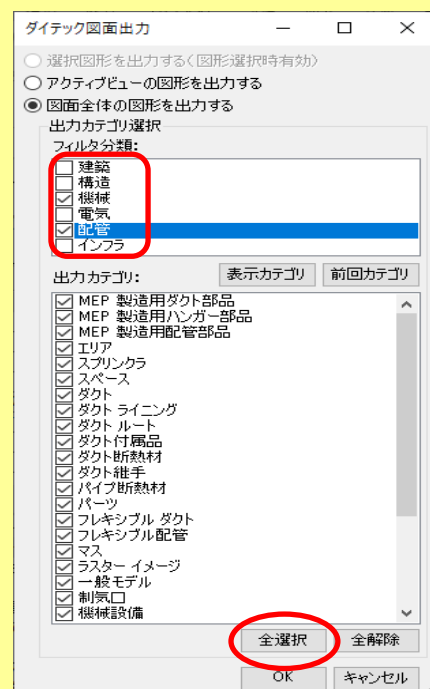 ダイテック図面出力
選択図形を出力する(図形選択時有効)
アクティブビューの図形を出力する
図面全体の図形を出力する
出力カテゴリ選択
フィルタ分類:
建築
構造
機械
電気
配管
インフラ
出力カテゴリ:
表示カテゴリ 前回カテゴリ
MEP 製造用ダクト部品
MEP 製造用ハンガー部品
MEP 製造用配管部品
エリア
スプリンクラ
スペース
ダクト
ダクト ライニング
ダクト ルート
ダクト付属品
ダクト断熱材
ダクト継手
パイプ断熱材
パーツ
フレキシブル ダクト
フレキシブル配管
マス
ラスター イメージ
一般モデル
制気口
機械設備
全選択 全解除
OK キャンセル